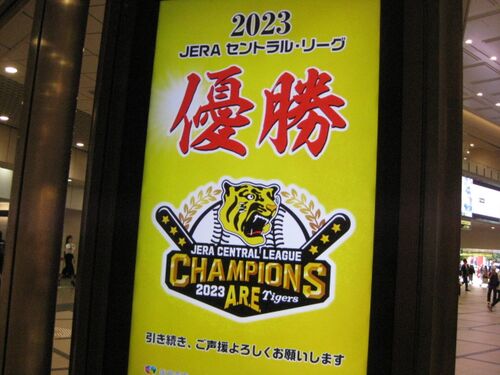 2023
JERA セントラル・リーグ
優勝
JERA CENTRAL LEAGUE
CHAMPIONS
2023 A.R.E. Tigers
引き続き、ご声援よろしくお願いします